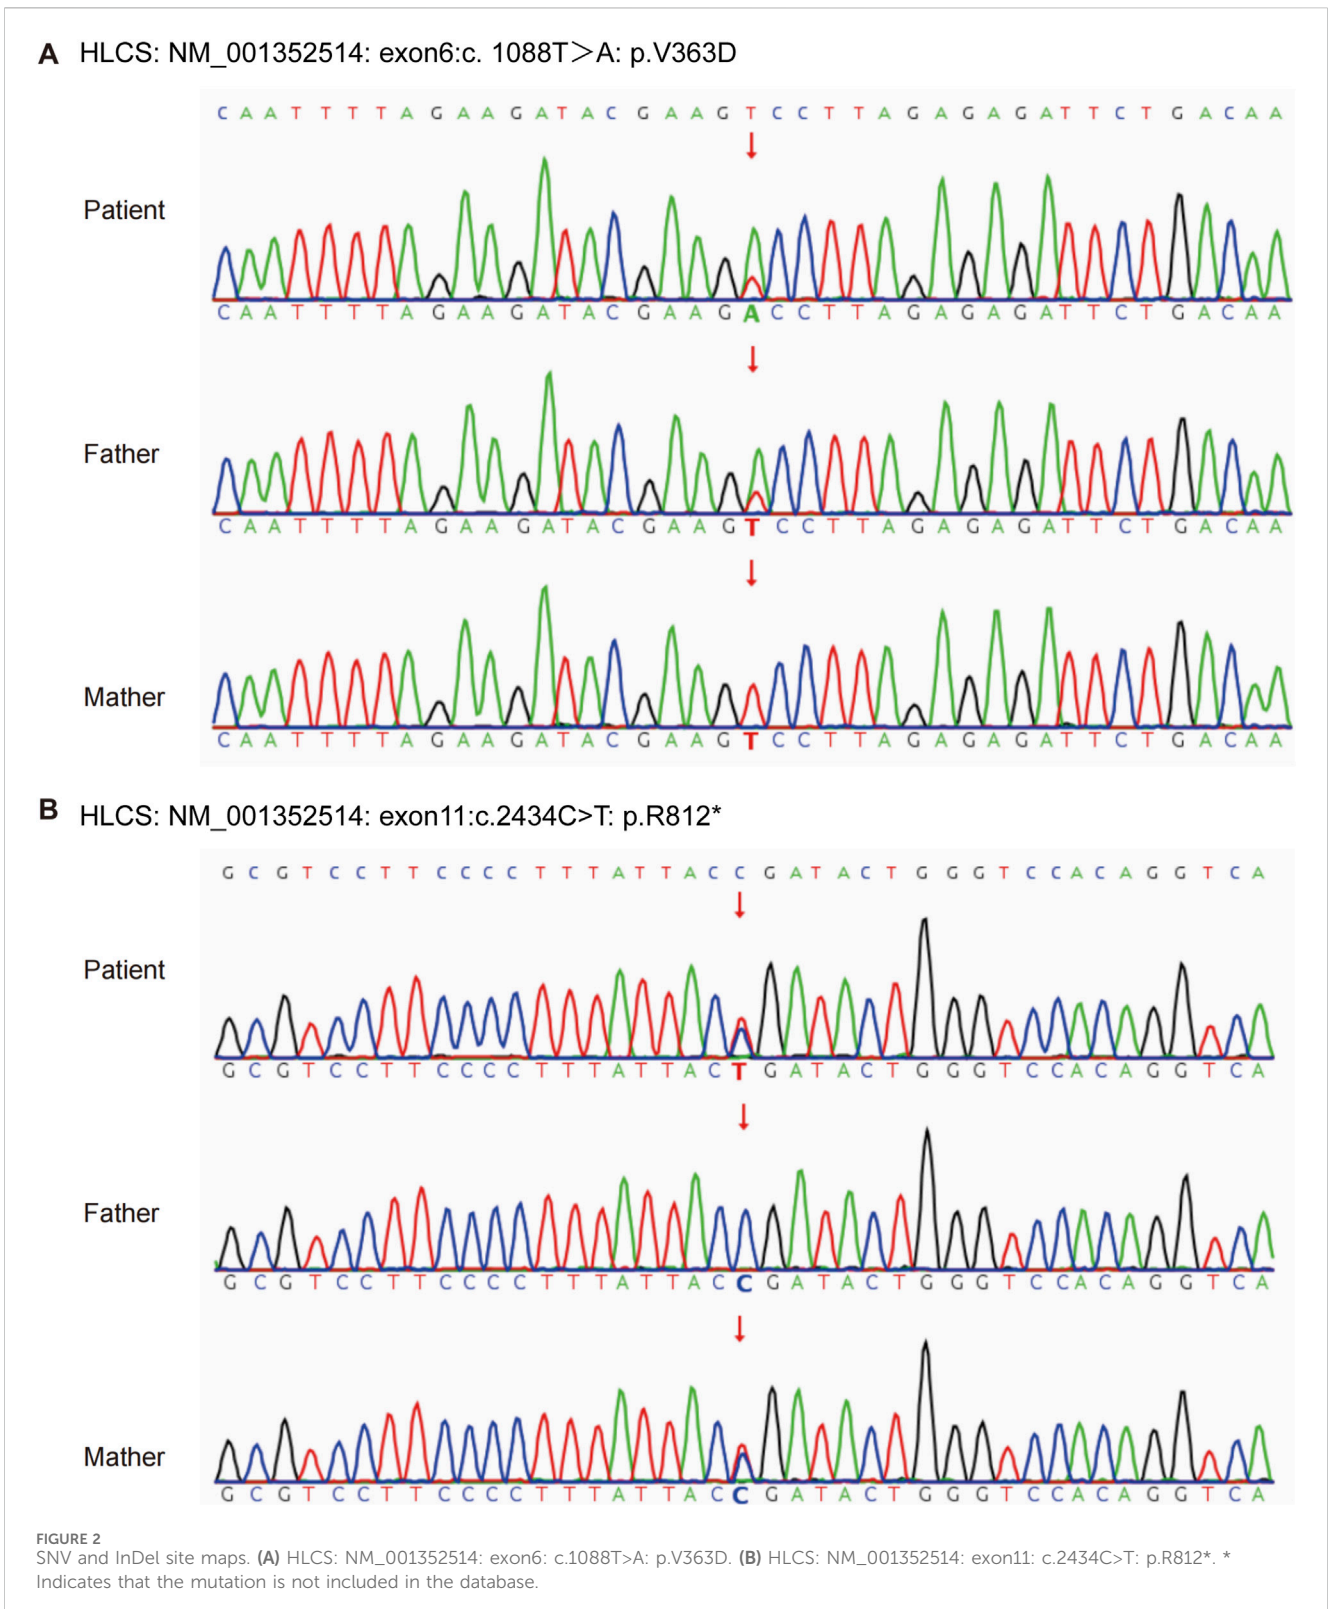 A HLCS: NM_001352514: exon6:c. 1088T>A: p.V363D
C A A T T T T A G A A G A T A C G A A G T C C T T A G A G A G A T T C T G A C A A
Patient
C A A T T T T A G A A G A T A C G A A G A C C T T A G A G A G A T T C T G A C A A
Father
C A A T T T T A G A A G A T A C G A A G T C C T T A G A G A G A T T C T G A C A A
Mather
C A A T T T T A G A A G A T A C G A A G T C C T T A G A G A G A T T C T G A C A A
B HLCS: NM_001352514: exon11:c.2434C>T: p.R812*
G C G T C C T T C C C C T T T A T T A C C G A T A C T G G G T C C A C A G G T C A
Patient
G C G T C C T T C C C C T T T A T T A C T G A T A C T G G G T C C A C A G G T C A
Father
G C G T C C T T C C C C T T T A T T A C C G A T A C T G G G T C C A C A G G T C A
Mather
G C G T C C T T C C C C T T T A T T A C C G A T A C T G G G T C C A C A G G T C A
FIGURE 2
SNV and InDel site maps. (A) HLCS: NM_001352514: exon6: c.1088T>A: p.V363D. (B) HLCS: NM_001352514: exon11: c.2434C>T: p.R812*. *
Indicates that the mutation is not included in the database.